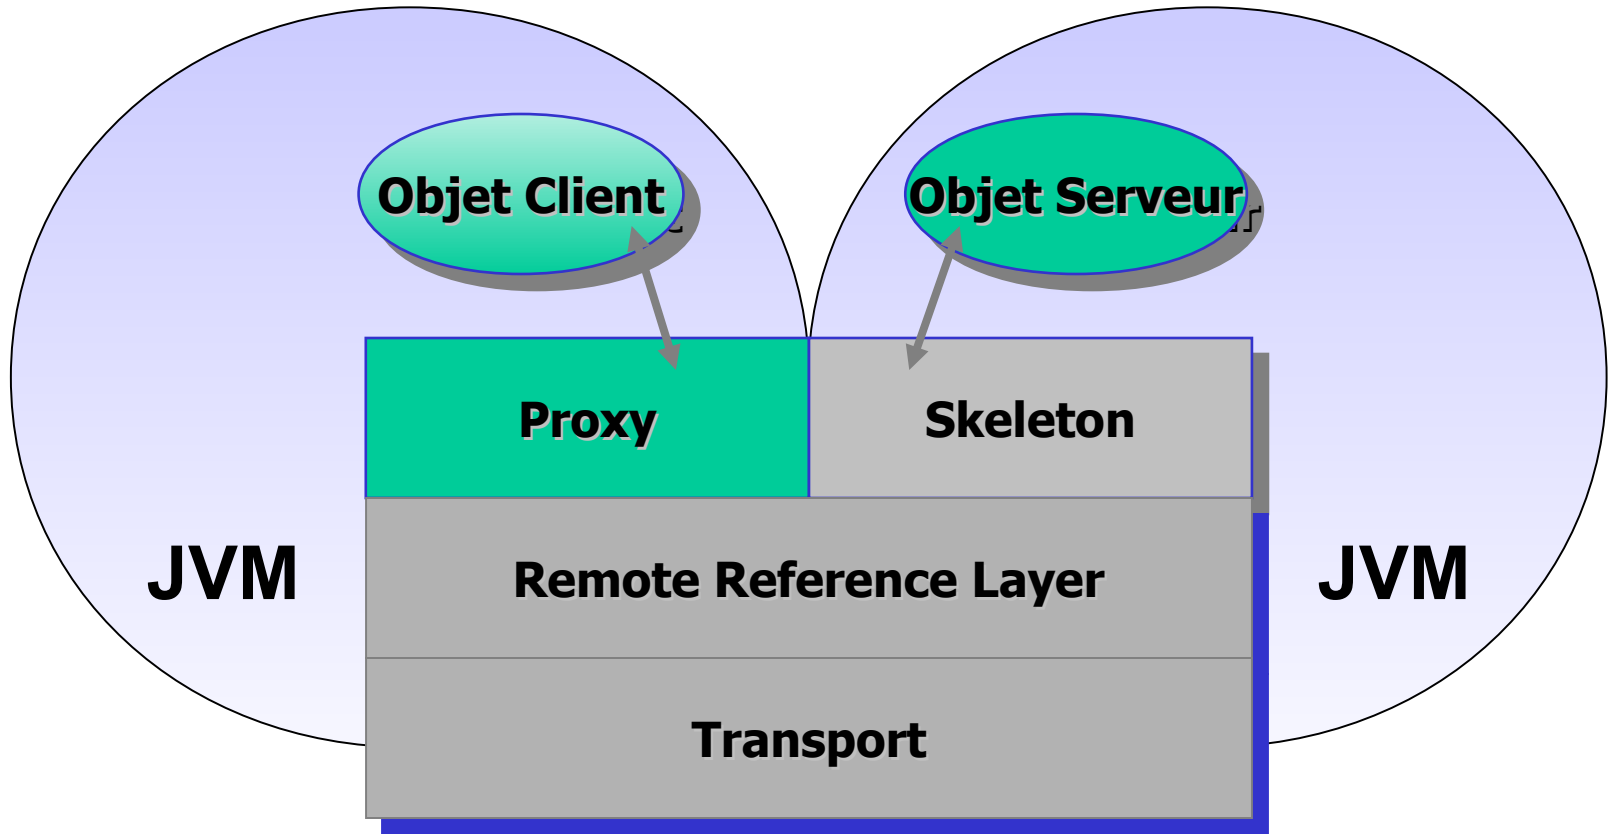 Objet Client
Objet Serveur
Proxy
Skeleton
JVM
Remote Reference Layer
JVM
Transport